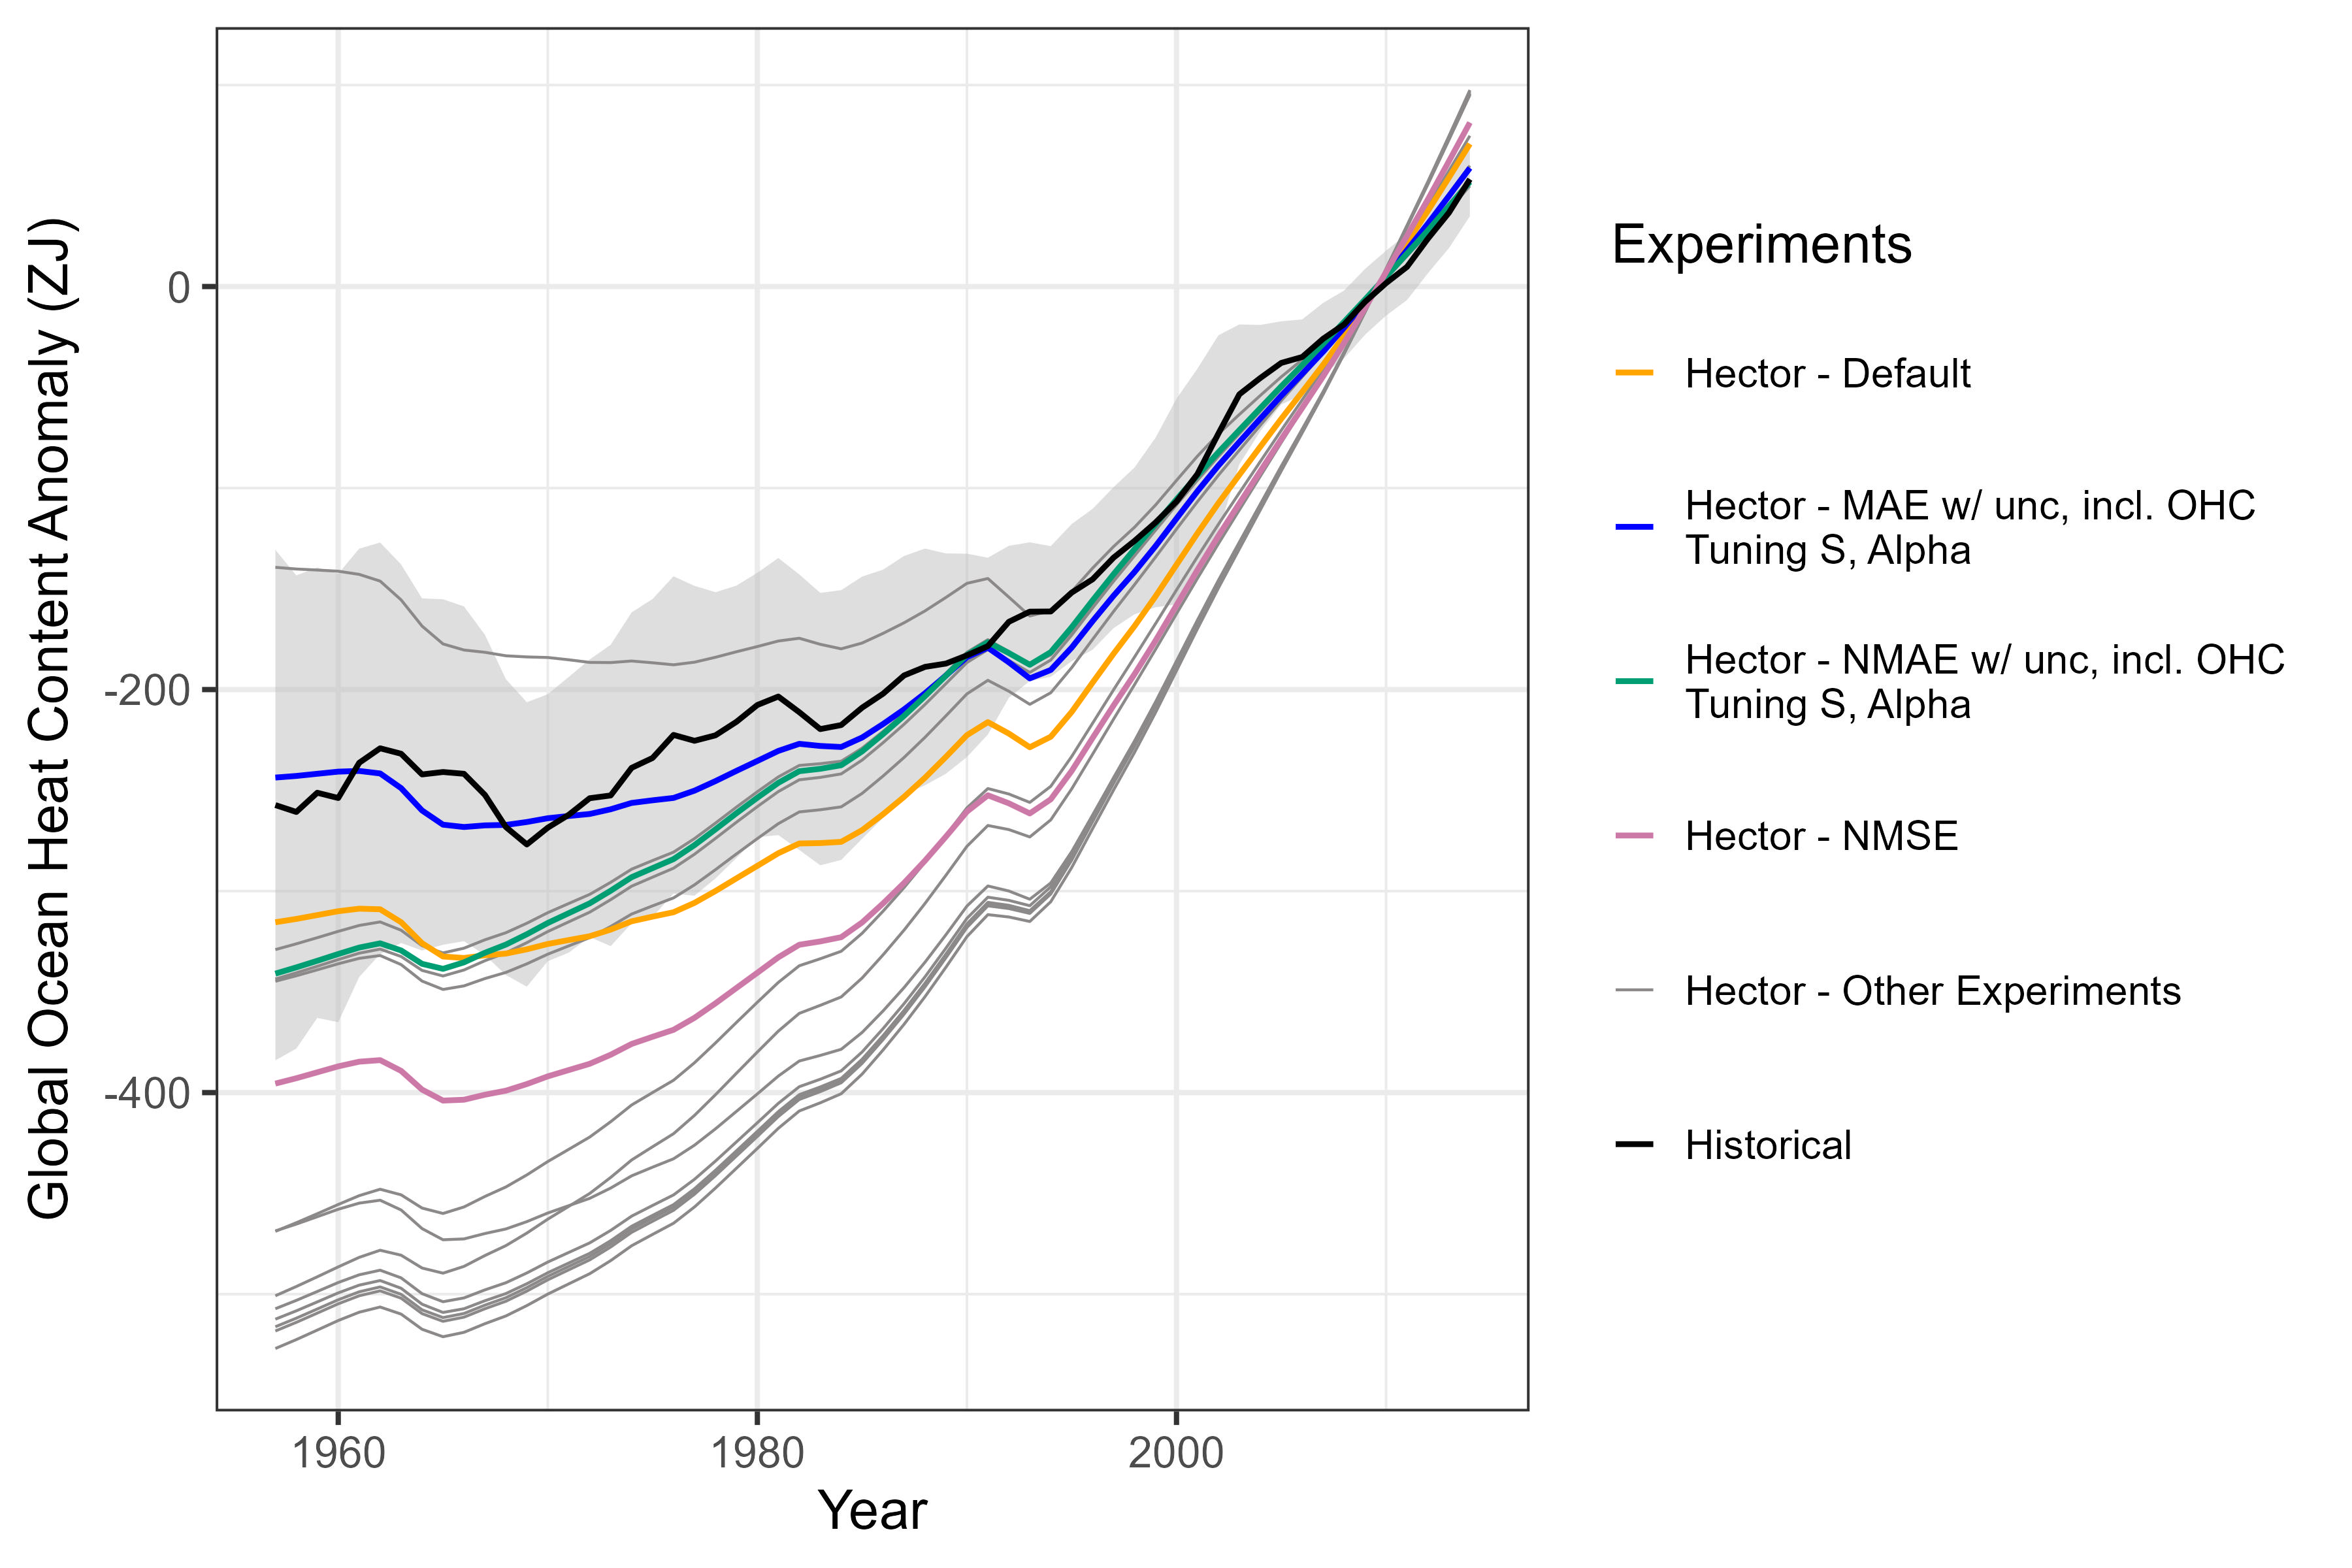 Global Ocean Heat Content Anomaly (ZJ)
0
-200
-400
1960
1980
2000
Year
Experiments
Hector - Default
Hector - MAE w/ unc, incl. OHC
Tuning S, Alpha
Hector - NMAE w/ unc, incl. OHC
Tuning S, Alpha
Hector - NMSE
Hector - Other Experiments
Historical